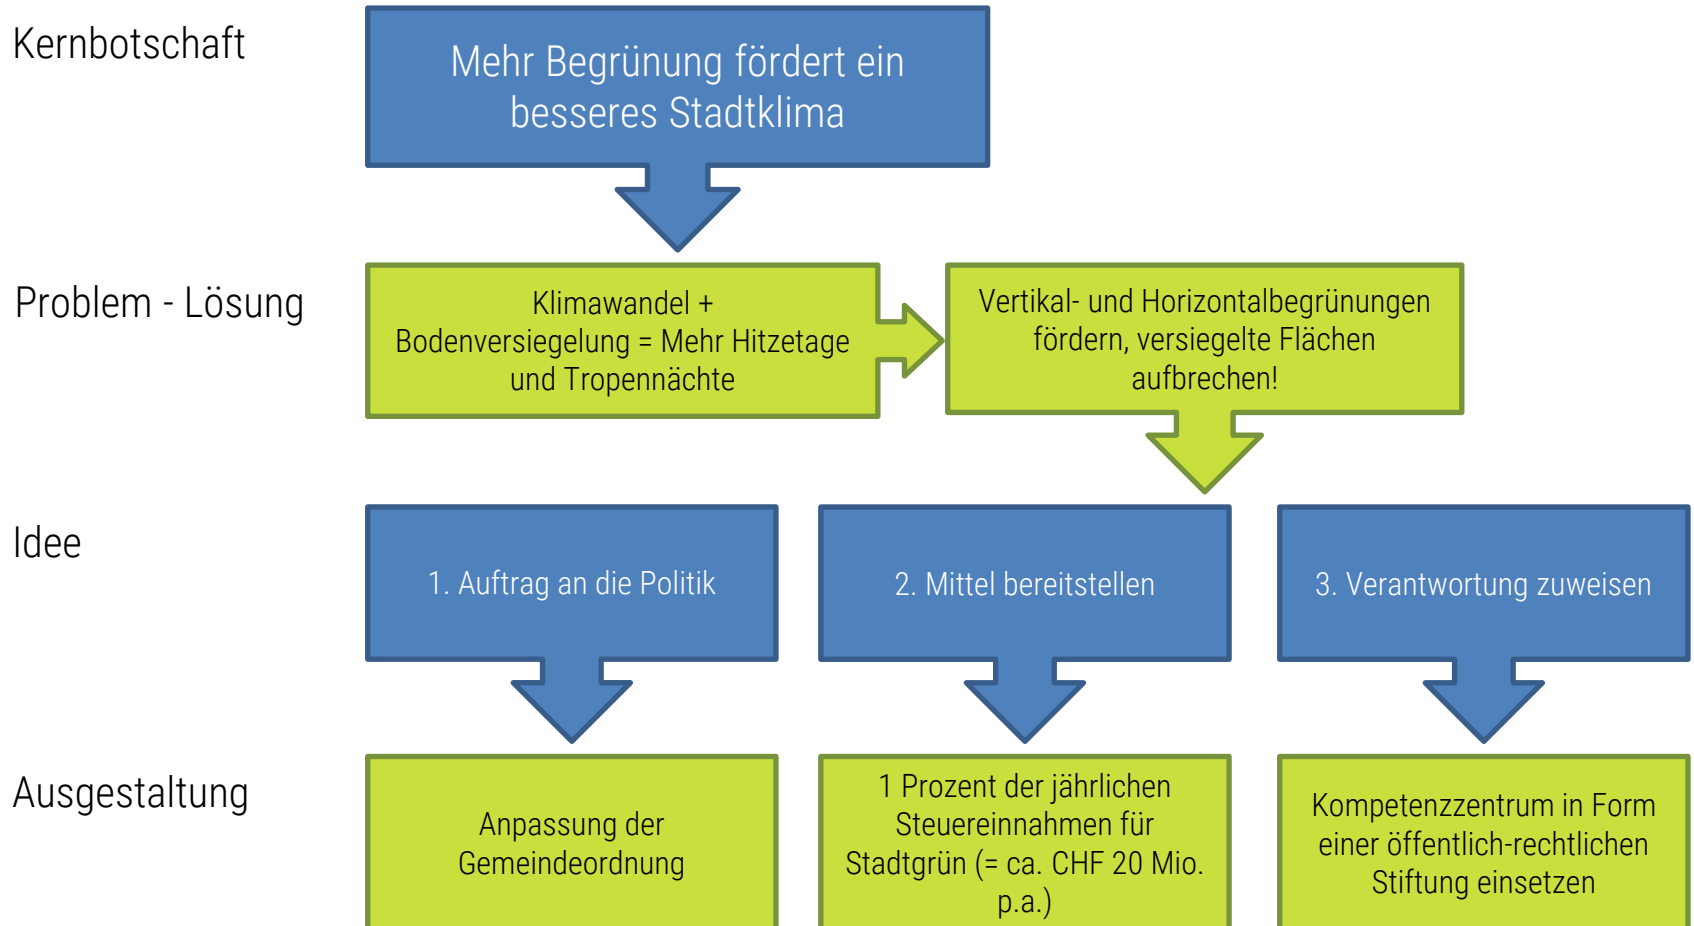 Kernbotschaft
Mehr Begrünung fördert ein
besseres Stadtklima
Problem - Lösung
Klimawandel +
Bodenversiegelung = Mehr Hitzetage
und Tropennächte
Vertikal- und Horizontalbegrünungen
fördern, versiegelte Flächen
aufbrechen!
Idee
1. Auftrag an die Politik
2. Mittel bereitstellen
3. Verantwortung zuweisen
Ausgestaltung
Anpassung der
Gemeindeordnung
1 Prozent der jährlichen
Steuereinnahmen für
Stadtgrün (= ca. CHF 20 Mio.
p.a.)
Kompetenzzentrum in Form
einer öffentlich-rechtlichen
Stiftung einsetzen